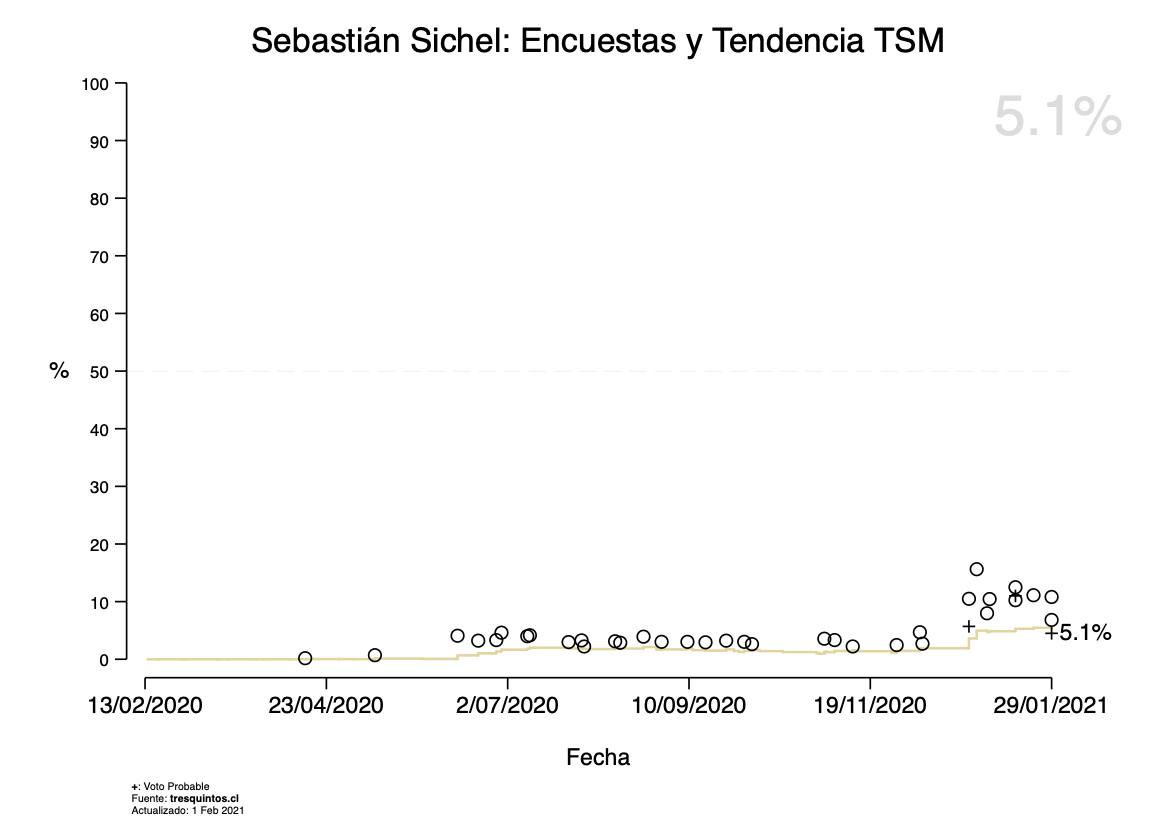 Sebastián Sichel: Encuestas y Tendencia TSM
5.1%
100
90
80
70
60
% 50
40
30
20
10
0
5.1%
13/02/2020 23/04/2020 2/07/2020 10/09/2020 19/11/2020 29/01/2021
Fecha
+: Voto Probable
Fuente: tresquintos.cl
Actualizado: 1 Feb 2021